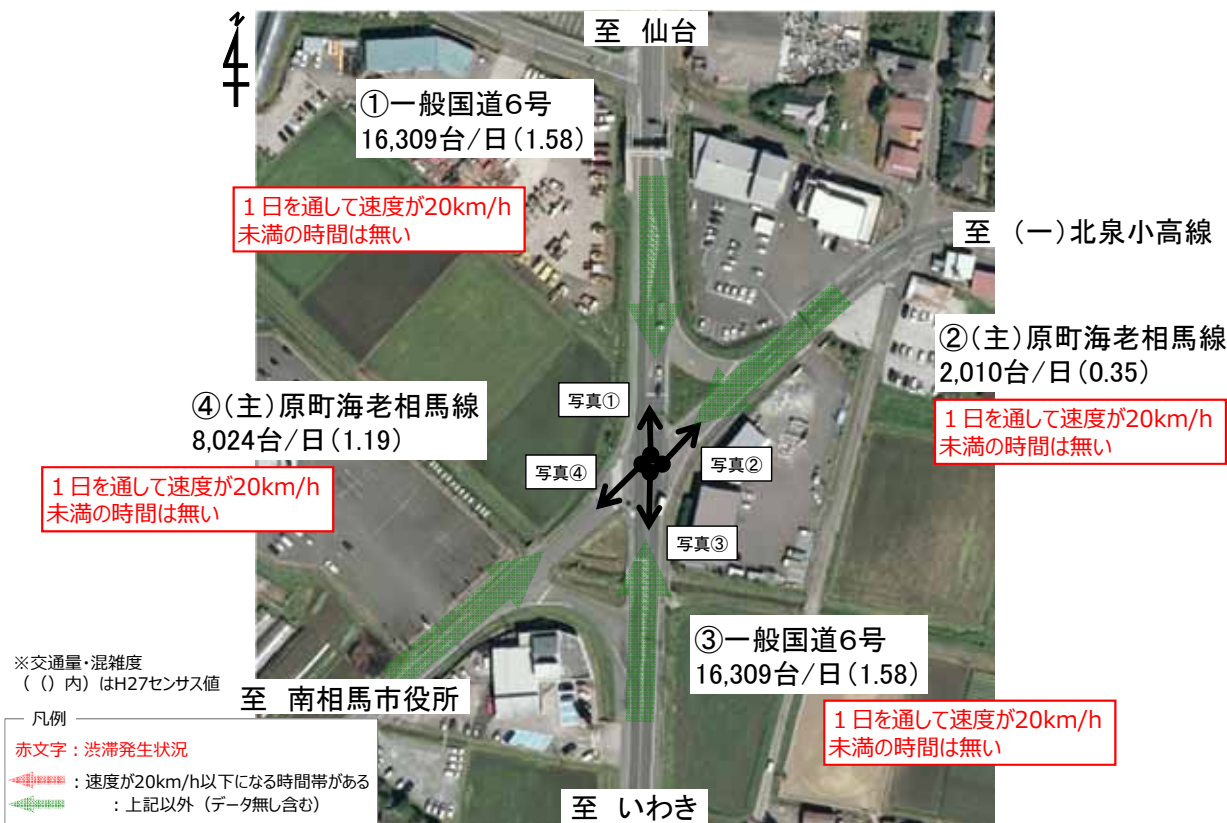 至 仙台
①一般国道6号
16,309台/日(1.58)
1日を通して速度が20km/h
未満の時間は無い
至 (一)北泉小高線
②(主)原町海老相馬線
2,010台/日(0.35)
1日を通して速度が20km/h
未満の時間は無い
④(主)原町海老相馬線
8,024台/日(1.19)
1日を通して速度が20km/h
未満の時間は無い
写真①
写真②
写真④
写真③
③一般国道6号
16,309台/日(1.58)
1日を通して速度が20km/h
未満の時間は無い
※交通量・混雑度
(()内)はH27センサス値
至 南相馬市役所
凡例
赤文字:渋滞発生状況
:速度が20km/h以下になる時間帯がある
:上記以外(データ無し含む)
至 いわき